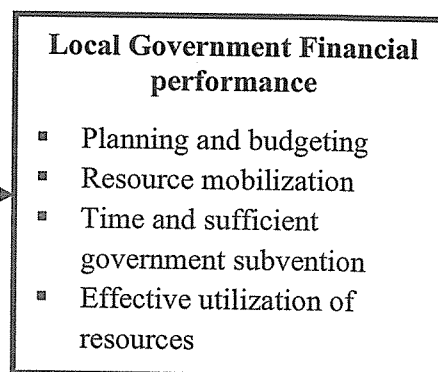 Local Government Financial
performance
▪ Planning and budgeting
▪ Resource mobilization
▪ Time and sufficient
government subvention
▪ Effective utilization of
resources